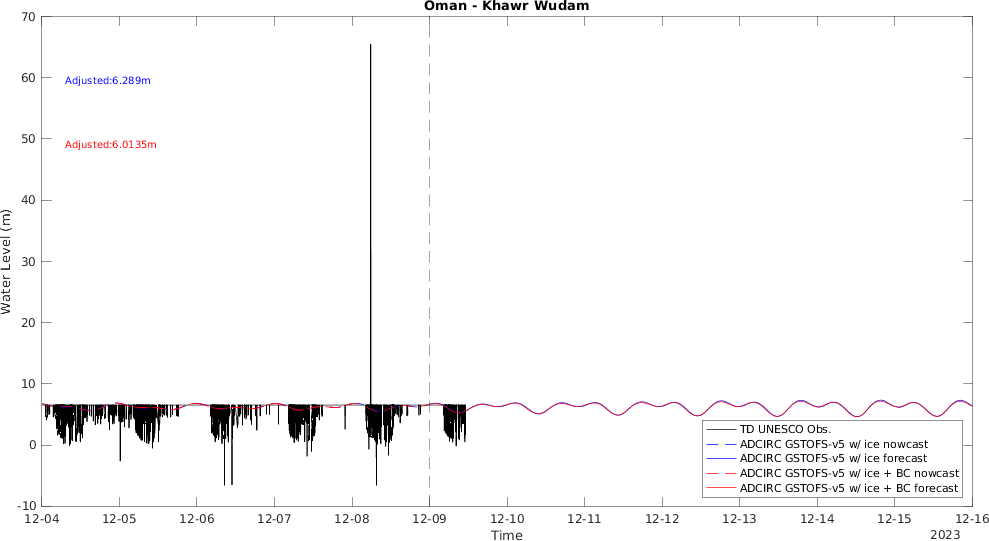 Oman - Khawr Wudam
70
60
50
40
30
20
10
0
-10
Water Level (m)
Adjusted:6.289m
Adjusted:6.0135m
TD UNESCO Obs.
ADCIRC GSTOFS-v5 w/ ice nowcast
ADCIRC GSTOFS-v5 w/ ice forecast
ADCIRC GSTOFS-v5 w/ ice + BC nowcast
ADCIRC GSTOFS-v5 w/ ice + BC forecast
12-04 12-05 12-06 12-07 12-08 12-09 12-10 12-11 12-12 12-13 12-14 12-15 12-16
Time
2023